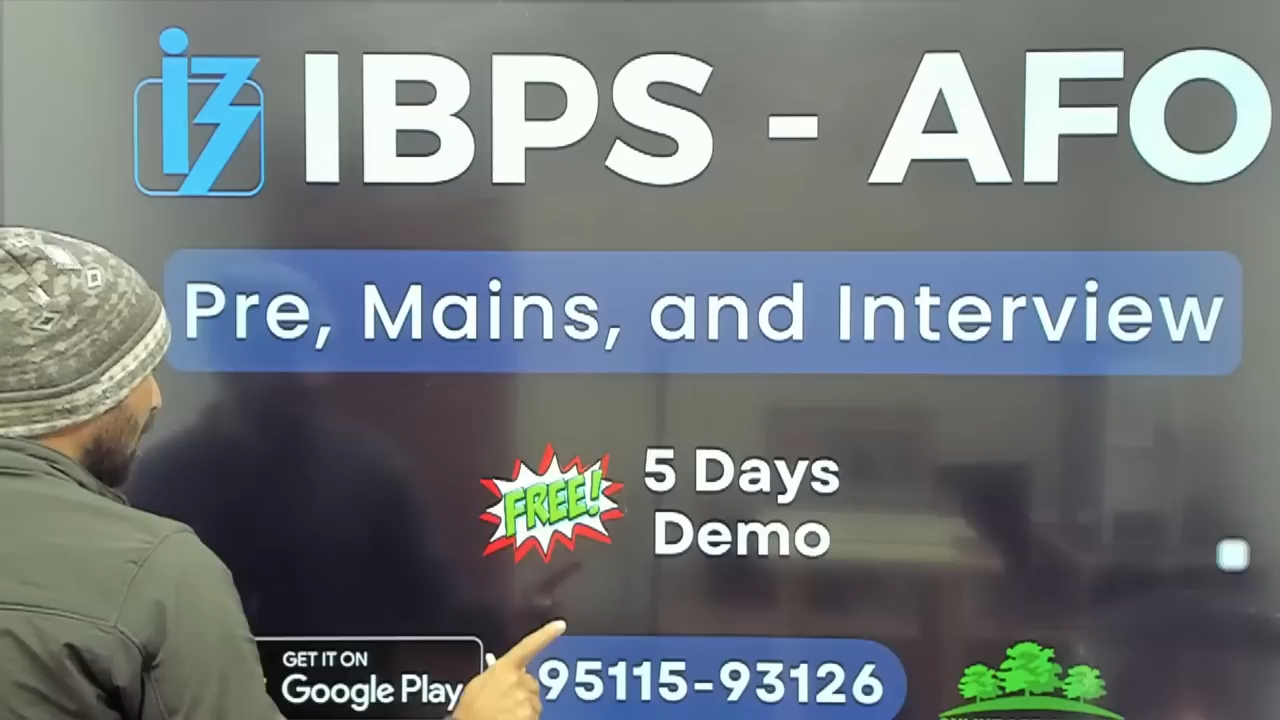 IBPS - AFO
Pre, Mains, and Interview
FREE!
5 Days
Demo
GET IT ON
Google Play
95115-93126